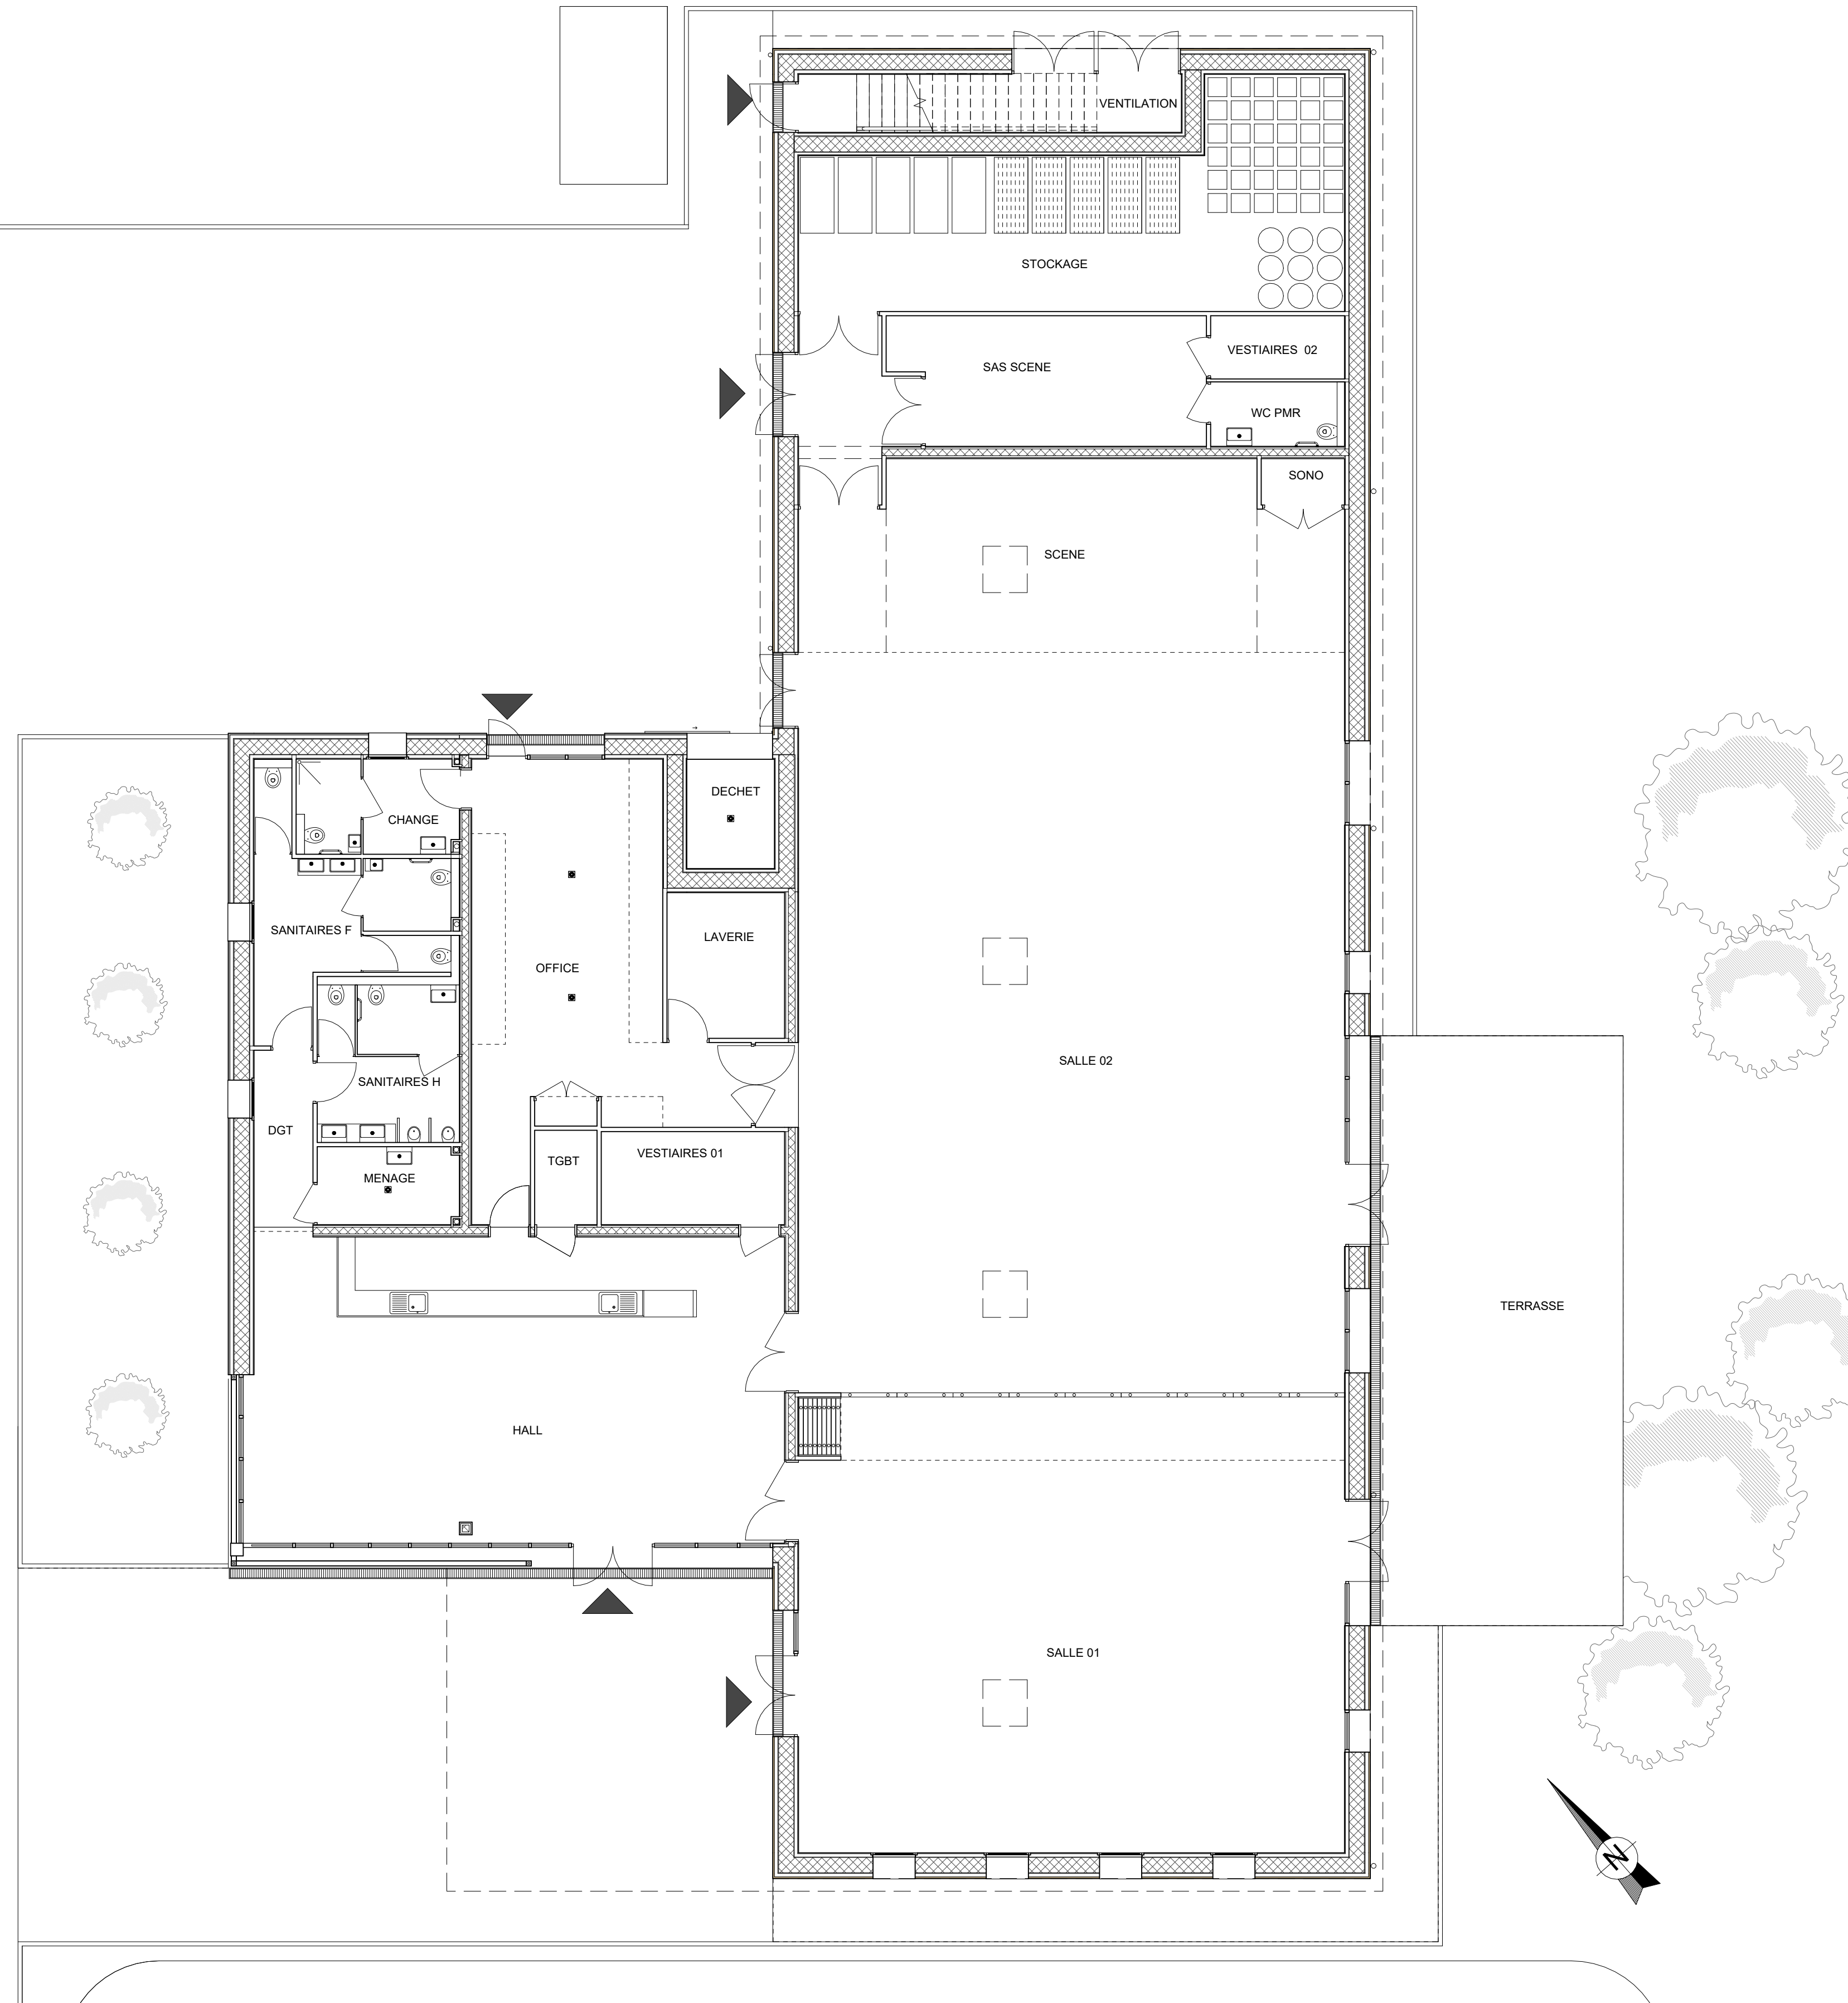 VENTILATION
STOCKAGE
VESTIAIRES 02
SAS SCENE
WC PMR
SONO
SCENE
DECHET
CHANGE
SANITAIRES F
LAVERIE
OFFICE
SALLE 02
SANITAIRES H
DGT
VESTIAIRES 01
TGBT
MENAGE
TERRASSE
HALL
SALLE 01
N